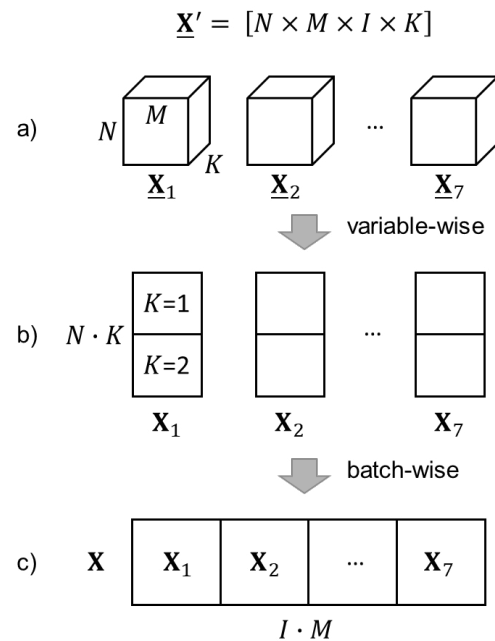 X′ = [N × M × I × K]
a) N M K ...
X₁ X₂ X₇
variable-wise
b) N · K K=1 K=2 ...
X₁ X₂ X₇
batch-wise
c) X X₁ X₂ ... X₇
I · M